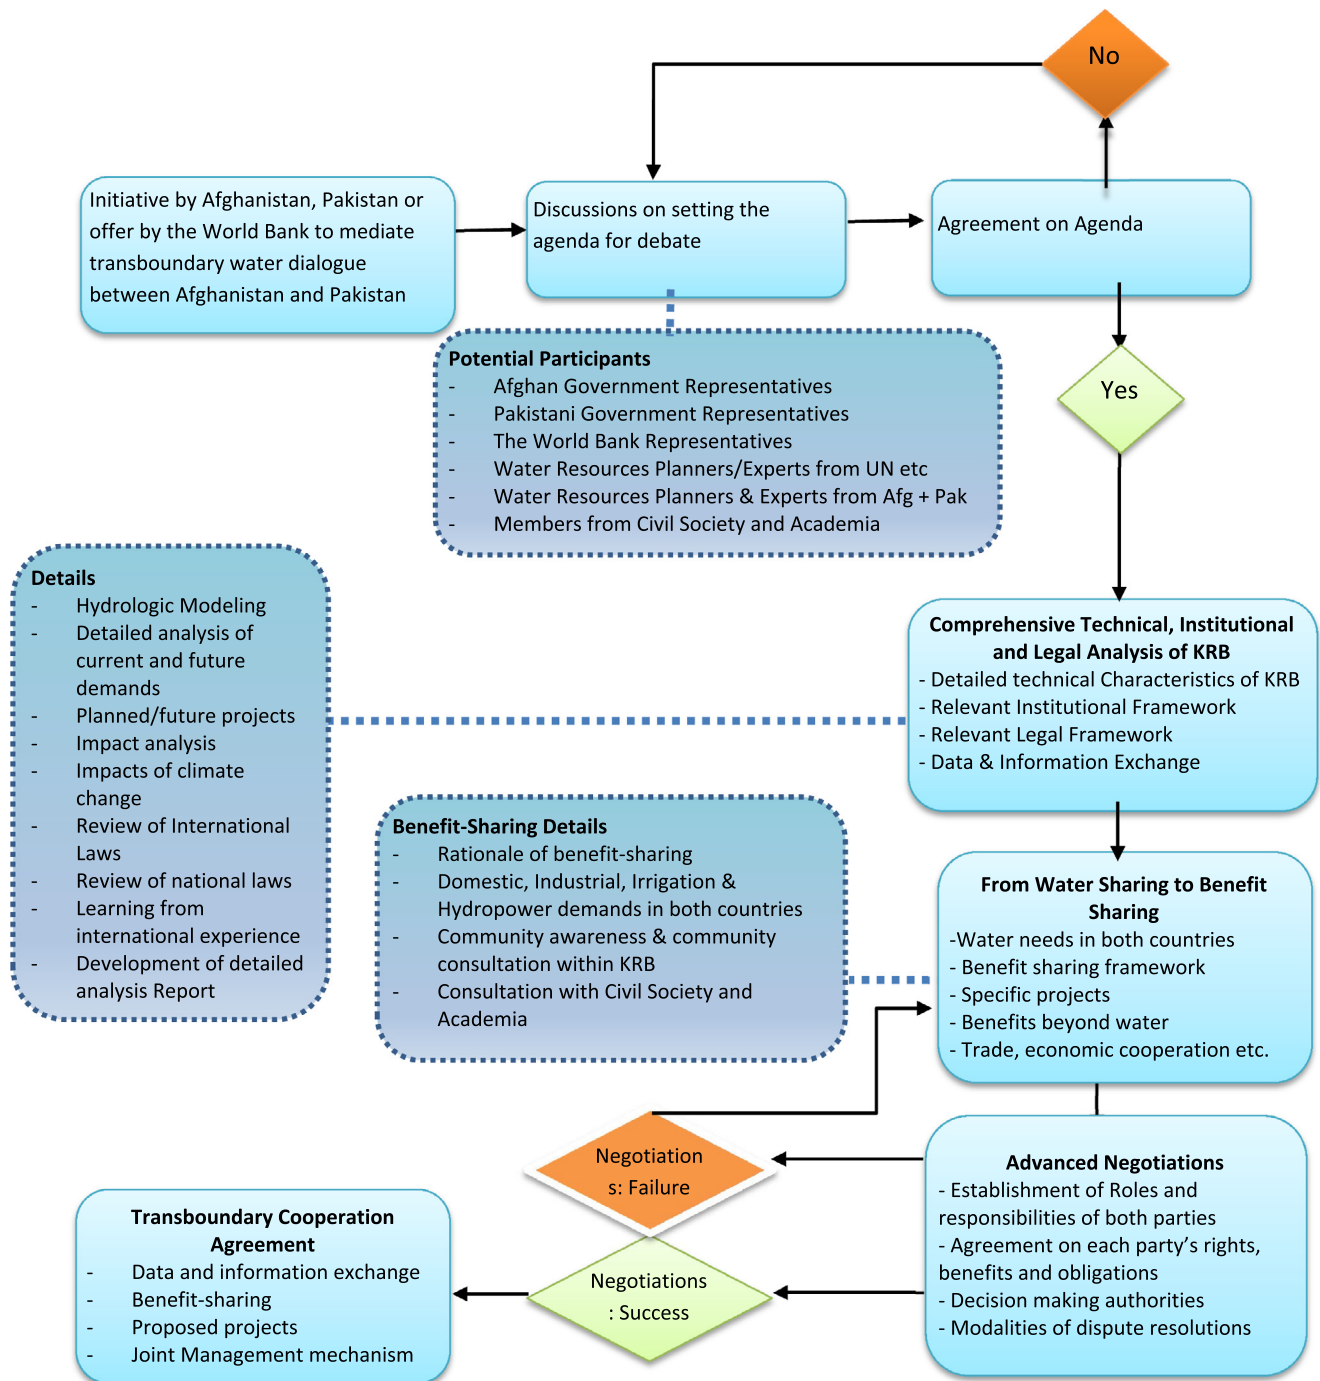 No
Initiative by Afghanistan, Pakistan or
offer by the World Bank to mediate
transboundary water dialogue
between Afghanistan and Pakistan
Discussions on setting the
agenda for debate
Agreement on Agenda
Yes
Potential Participants
- Afghan Government Representatives
- Pakistani Government Representatives
- The World Bank Representatives
- Water Resources Planners/Experts from UN etc
- Water Resources Planners & Experts from Afg + Pak
- Members from Civil Society and Academia
Details
- Hydrologic Modeling
- Detailed analysis of
current and future
demands
- Planned/future projects
- Impact analysis
- Impacts of climate
change
- Review of International
Laws
- Review of national laws
- Learning from
international experience
- Development of detailed
analysis Report
Comprehensive Technical, Institutional
and Legal Analysis of KRB
- Detailed technical Characteristics of KRB
- Relevant Institutional Framework
- Relevant Legal Framework
- Data & Information Exchange
Benefit-Sharing Details
- Rationale of benefit-sharing
- Domestic, Industrial, Irrigation &
Hydropower demands in both countries
- Community awareness & community
consultation within KRB
- Consultation with Civil Society and
Academia
From Water Sharing to Benefit
Sharing
-Water needs in both countries
- Benefit sharing framework
- Specific projects
- Benefits beyond water
- Trade, economic cooperation etc.
Negotiation
s: Failure
Advanced Negotiations
- Establishment of Roles and
responsibilities of both parties
- Agreement on each party’s rights,
benefits and obligations
- Decision making authorities
- Modalities of dispute resolutions
Negotiations
: Success
Transboundary Cooperation
Agreement
- Data and information exchange
- Benefit-sharing
- Proposed projects
- Joint Management mechanism